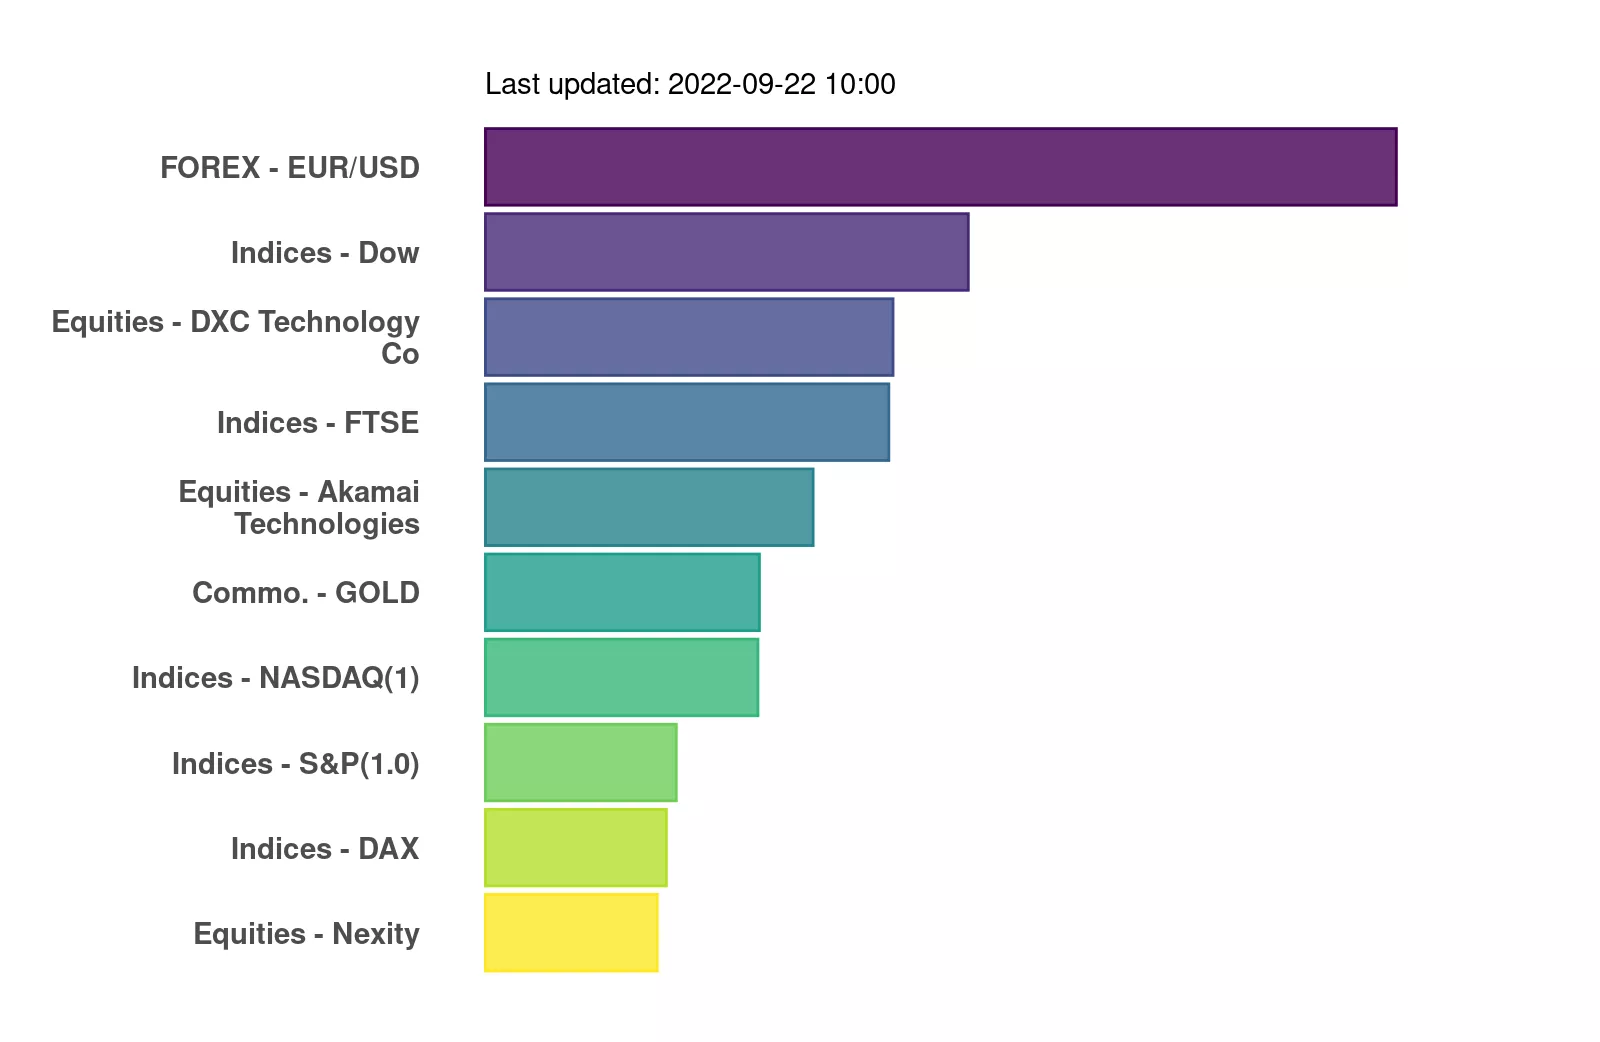 Last updated: 2022-09-22 10:00
FOREX - EUR/USD
Indices - Dow
Equities - DXC Technology
Co
Indices - FTSE
Equities - Akamai
Technologies
Commo. - GOLD
Indices - NASDAQ(1)
Indices - S&P(1.0)
Indices - DAX
Equities - Nexity